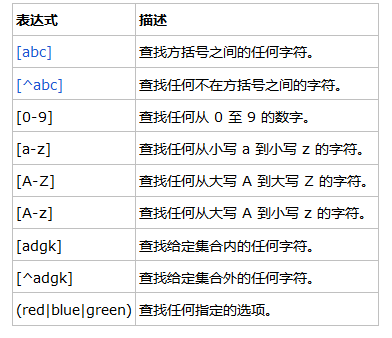 表达式 描述
[abc] 查找方括号之间的任何字符。
[^abc] 查找任何不在方括号之间的字符。
[0-9] 查找任何从 0 至 9 的数字。
[a-z] 查找任何从小写 a 到小写 z 的字符。
[A-Z] 查找任何从大写 A 到大写 Z 的字符。
[A-z] 查找任何从大写 A 到小写 z 的字符。
[adgk] 查找给定集合内的任何字符。
[^adgk] 查找给定集合外的任何字符。
(red|blue|green) 查找任何指定的选项。